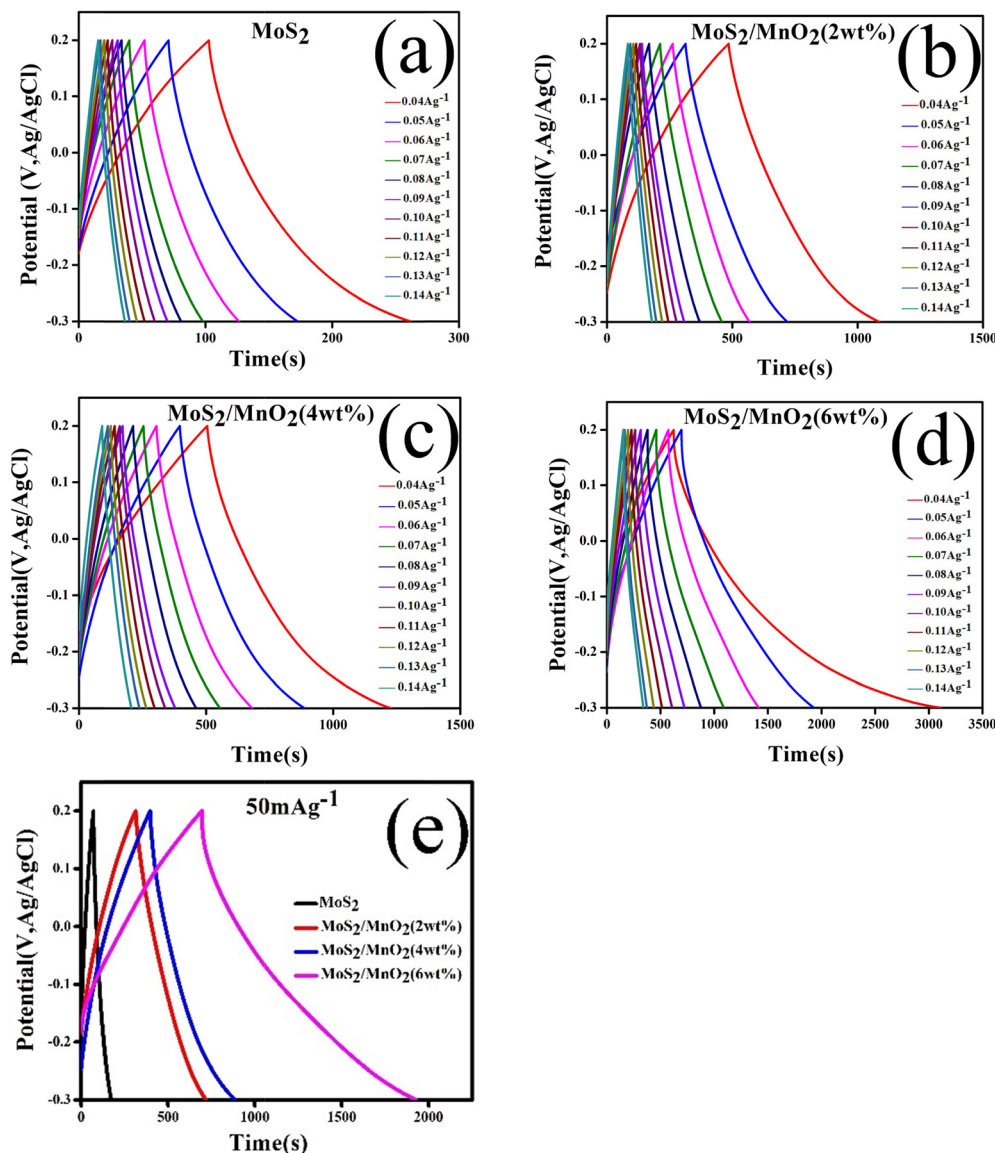 MoS2
(a)
Potential (V,Ag/AgCl)
0.2
0.1
0.0
-0.1
-0.2
-0.3
0.04Ag-1
0.05Ag-1
0.06Ag-1
0.07Ag-1
0.08Ag-1
0.09Ag-1
0.10Ag-1
0.11Ag-1
0.12Ag-1
0.13Ag-1
0.14Ag-1
0 100 200 300
Time(s)
MoS2/MnO2(2wt%)
(b)
Potential(V,Ag/AgCl)
0.2
0.1
0.0
-0.1
-0.2
-0.3
0.04Ag-1
0.05Ag-1
0.06Ag-1
0.07Ag-1
0.08Ag-1
0.09Ag-1
0.10Ag-1
0.11Ag-1
0.12Ag-1
0.13Ag-1
0.14Ag-1
0 500 1000 1500
Time(s)
MoS2/MnO2(4wt%)
(c)
Potential(V,Ag/AgCl)
0.2
0.1
0.0
-0.1
-0.2
-0.3
0.04Ag-1
0.05Ag-1
0.06Ag-1
0.07Ag-1
0.08Ag-1
0.09Ag-1
0.10Ag-1
0.11Ag-1
0.12Ag-1
0.13Ag-1
0.14Ag-1
0 500 1000 1500
Time(s)
MoS2/MnO2(6wt%)
(d)
Potential(V,Ag/AgCl)
0.2
0.1
0.0
-0.1
-0.2
-0.3
0.04Ag-1
0.05Ag-1
0.06Ag-1
0.07Ag-1
0.08Ag-1
0.09Ag-1
0.10Ag-1
0.11Ag-1
0.12Ag-1
0.13Ag-1
0.14Ag-1
0 500 1000 1500 2000 2500 3000 3500
Time(s)
50mAg-1
(e)
Potential(V,Ag/AgCl)
0.2
0.1
0.0
-0.1
-0.2
-0.3
MoS2
MoS2/MnO2(2wt%)
MoS2/MnO2(4wt%)
MoS2/MnO2(6wt%)
0 500 1000 1500 2000
Time(s)